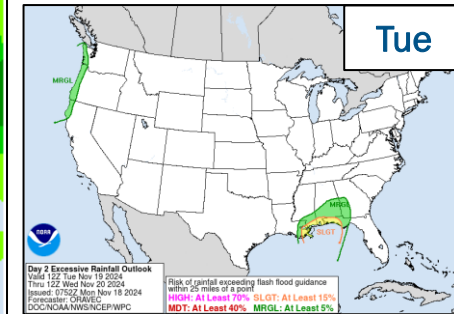 Tue
MRGL
MRGL
SLGT
NOAA
Day 2 Excessive Rainfall Outlook
Valid 12Z Tue Nov 19 2024
Thru 12Z Wed Nov 20 2024
Issued: 0752Z Mon Nov 18 2024
Forecaster: ORAVEC
DOC/NOAA/NWS/NCEP/WPC
Risk of rainfall exceeding flash flood guidance
within 25 miles of a point
HIGH: At Least 70% SLGT: At Least 15%
MDT: At Least 40% MRGL: At Least 5%